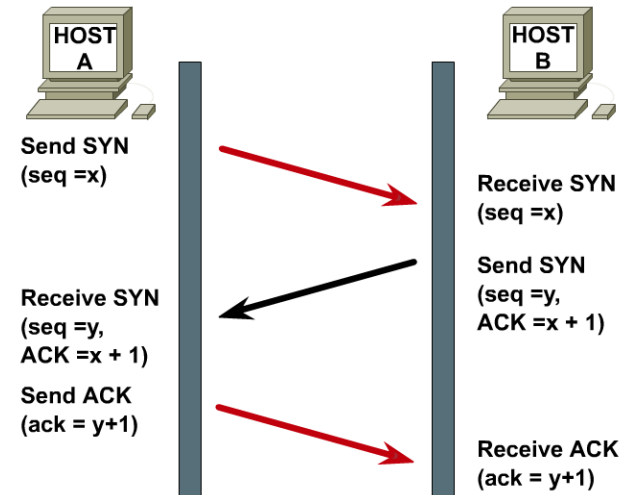 HOST
A
HOST
B
Send SYN
(seq =x)
Receive SYN
(seq =x)
Send SYN
(seq =y,
ACK =x + 1)
Receive SYN
(seq =y,
ACK =x + 1)
Send ACK
(ack = y+1)
Receive ACK
(ack = y+1)